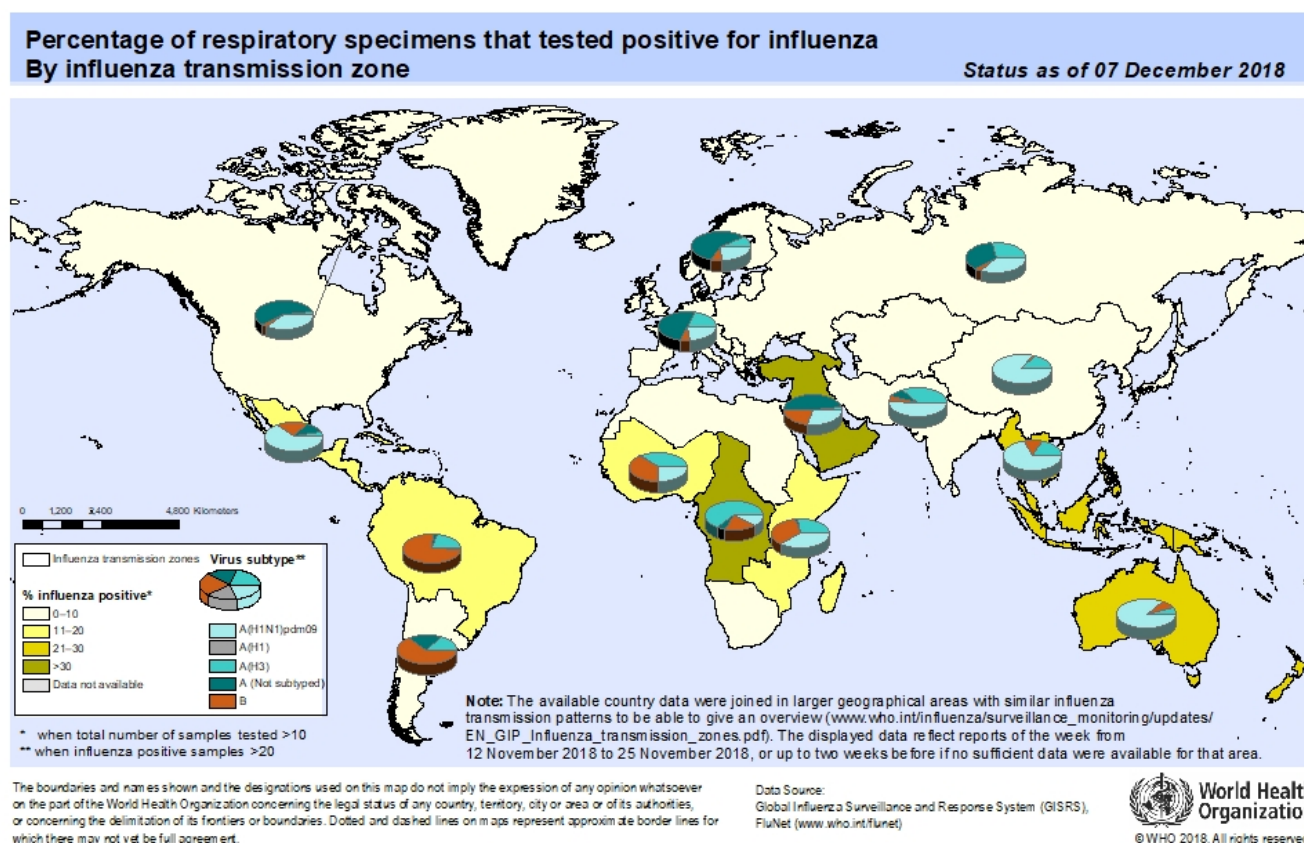 Percentage of respiratory specimens that tested positive for influenza
By influenza transmission zone
Status as of 07 December 2018
0 1,200 2,400 4,800 Kilometers
Influenza transmission zones
Virus subtype**
% influenza positive*
0–10
11–20
21–30
>30
Data not available
A(H1N1)pdm09
A(H1)
A(H3)
A (Not subtyped)
B
* when total number of samples tested >10
** when influenza positive samples >20
Note: The available country data were joined in larger geographical areas with similar influenza
transmission patterns to be able to give an overview (www.who.int/influenza/surveillance_monitoring/updates/
EN_GIP_Influenza_transmission_zones.pdf). The displayed data reflect reports of the week from
12 November 2018 to 25 November 2018, or up to two weeks before if no sufficient data were available for that area.
The boundaries and names shown and the designations used on this map do not imply the expression of any opinion whatsoever
on the part of the World Health Organization concerning the legal status of any country, territory, city or area or of its authorities,
or concerning the delimitation of its frontiers or boundaries. Dotted and dashed lines on maps represent approximate border lines for
which there may not yet be full agreement.
Data Source:
Global Influenza Surveillance and Response System (GISRS),
FluNet (www.who.int/flunet)
World Healt
Organizatio
© WHO 2018. All rights reserve